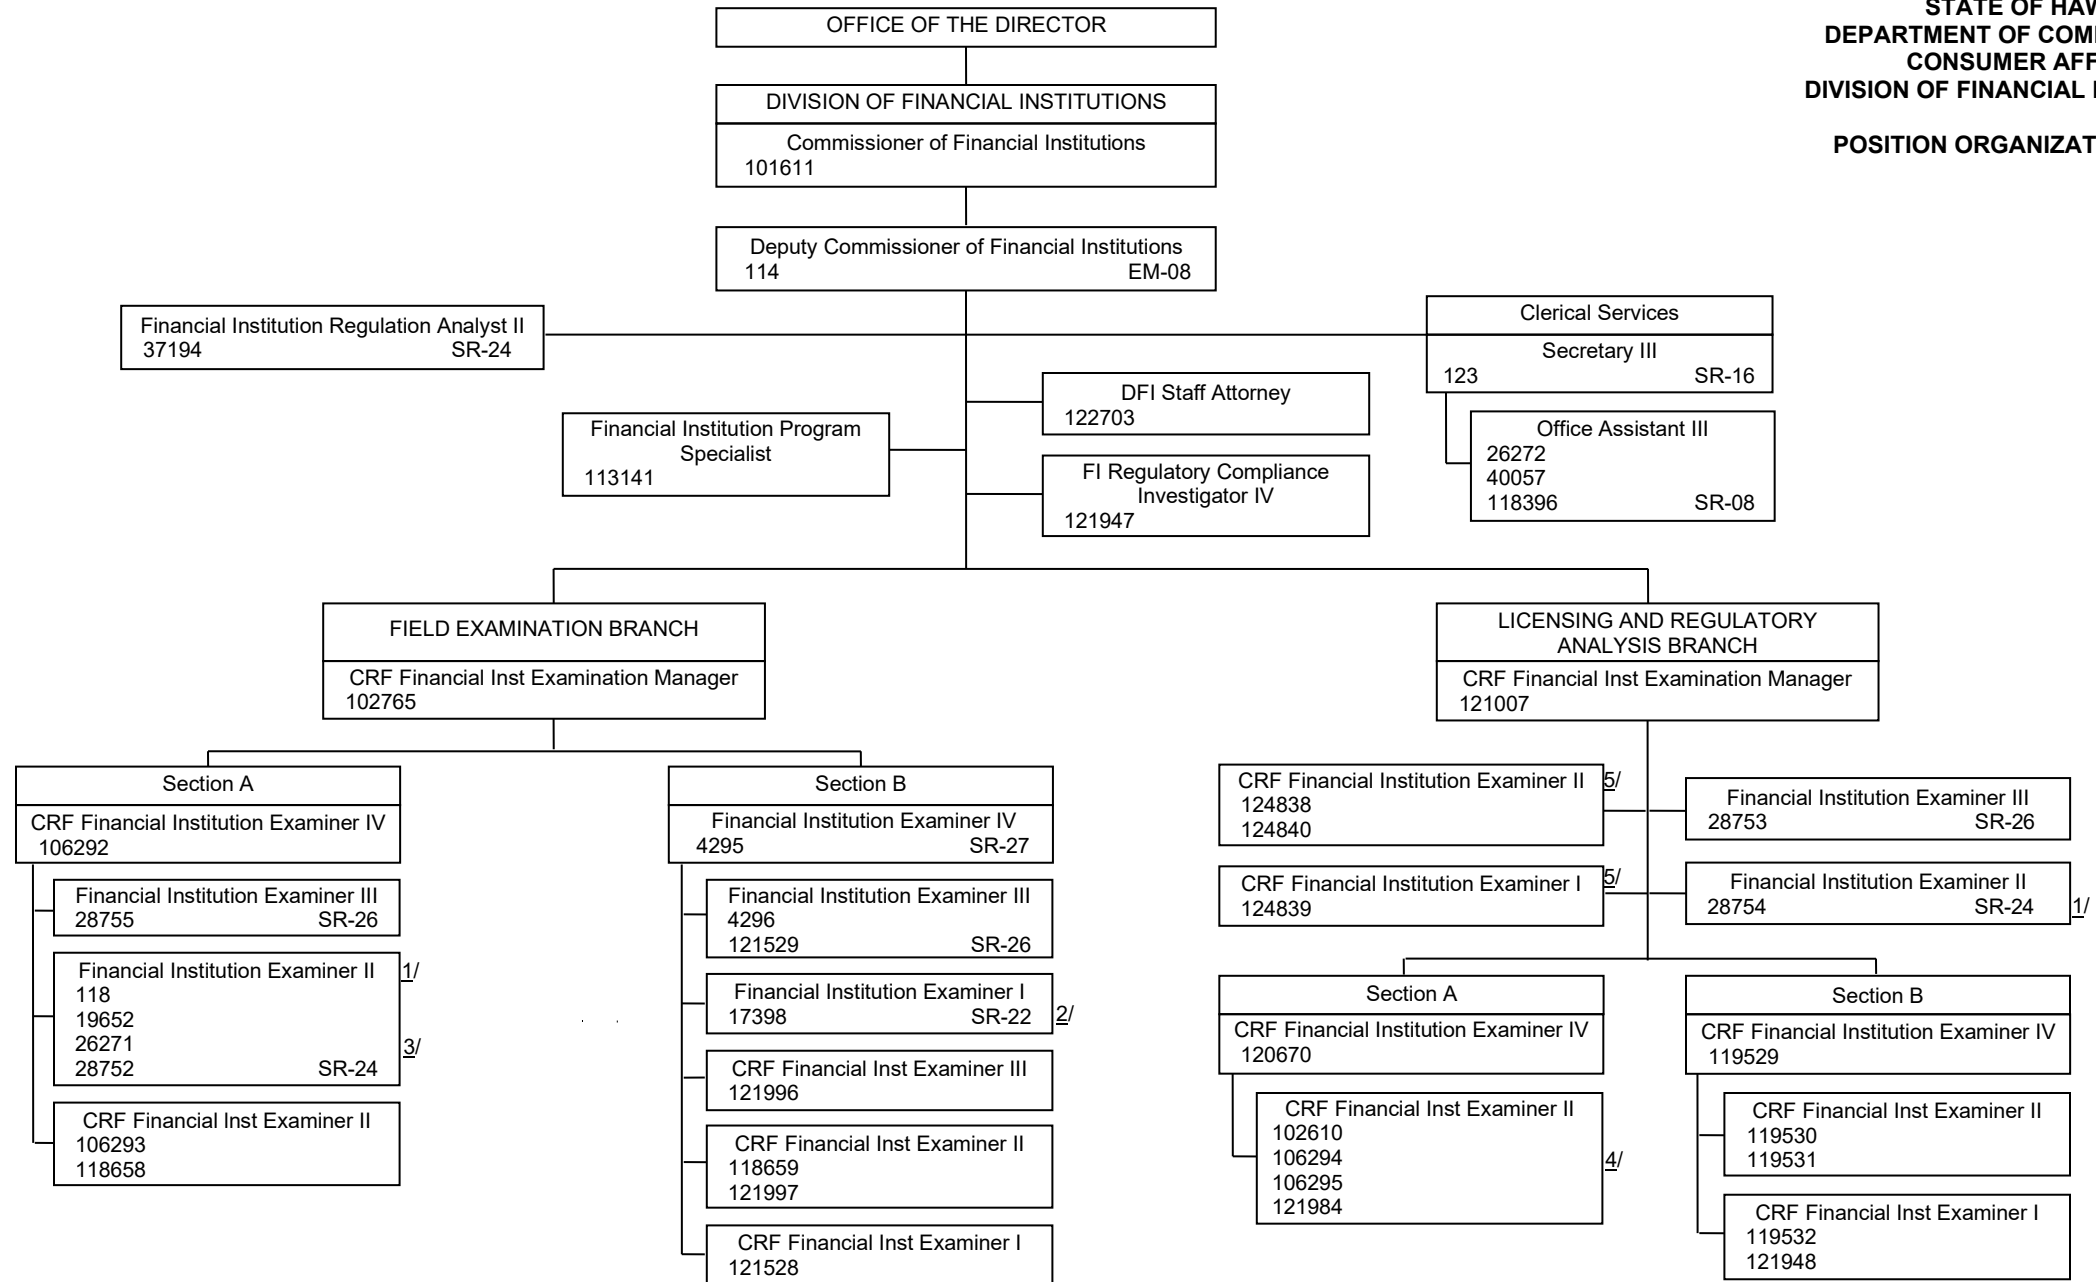 STATE OF HAW
DEPARTMENT OF COM
CONSUMER AFF
DIVISION OF FINANCIAL
POSITION ORGANIZAT
OFFICE OF THE DIRECTOR
DIVISION OF FINANCIAL INSTITUTIONS
Commissioner of Financial Institutions
101611
Deputy Commissioner of Financial Institutions
114 EM-08
Financial Institution Regulation Analyst II
37194 SR-24
Clerical Services
Secretary III
123 SR-16
Office Assistant III
26272
40057
118396 SR-08
DFI Staff Attorney
122703
Financial Institution Program
Specialist
113141
FI Regulatory Compliance
Investigator IV
121947
FIELD EXAMINATION BRANCH
CRF Financial Inst Examination Manager
102765
LICENSING AND REGULATORY
ANALYSIS BRANCH
CRF Financial Inst Examination Manager
121007
Section A
CRF Financial Institution Examiner IV
106292
Financial Institution Examiner III
28755 SR-26
Financial Institution Examiner II 1/
118
19652
26271 3/
28752 SR-24
CRF Financial Inst Examiner II
106293
118658
Section B
Financial Institution Examiner IV
4295 SR-27
Financial Institution Examiner III
4296
121529 SR-26
Financial Institution Examiner I
17398 SR-22 2/
CRF Financial Inst Examiner III
121996
CRF Financial Inst Examiner II
118659
121997
CRF Financial Inst Examiner I
121528
CRF Financial Institution Examiner II 5/
124838
124840
Financial Institution Examiner III
28753 SR-26
CRF Financial Institution Examiner I 5/
124839
Financial Institution Examiner II
28754 SR-24 1/
Section A
CRF Financial Institution Examiner IV
120670
CRF Financial Inst Examiner II
102610
106294 4/
106295
121984
Section B
CRF Financial Institution Examiner IV
119529
CRF Financial Inst Examiner II
119530
119531
CRF Financial Inst Examiner I
119532
121948